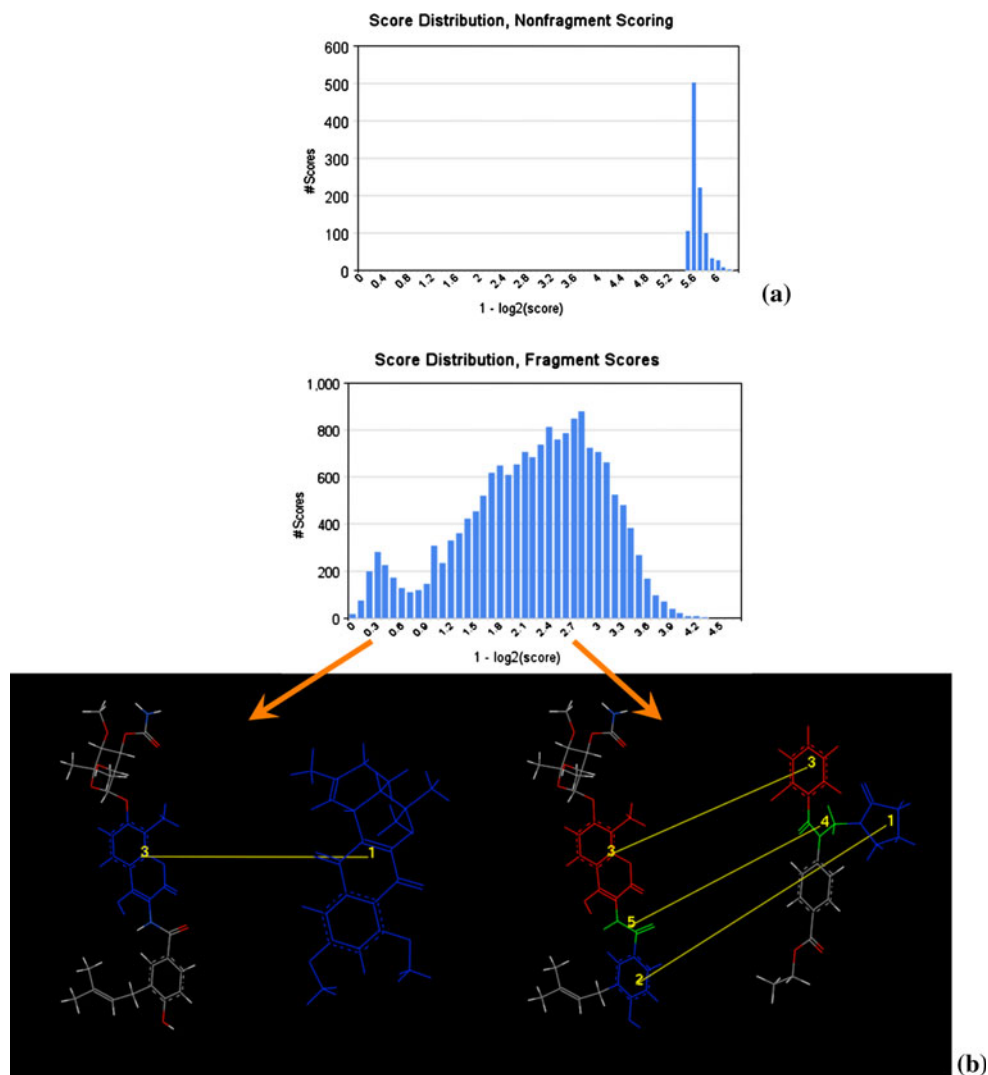 Score Distribution, Nonfragment Scoring
600
500
400
300
200
100
0
#Scores
0 0.4 0.8 1.2 1.6 2 2.4 2.8 3.2 3.6 4 4.4 4.8 5.2 5.6 6
1 - log2(score)
(a)
Score Distribution, Fragment Scores
1,000
800
600
400
200
0
#Scores
0 0.3 0.6 0.9 1.2 1.5 1.8 2.1 2.4 2.7 3 3.3 3.6 3.9 4.2 4.5
1 - log2(score)
3 1
3 3
4 1
5
2
(b)